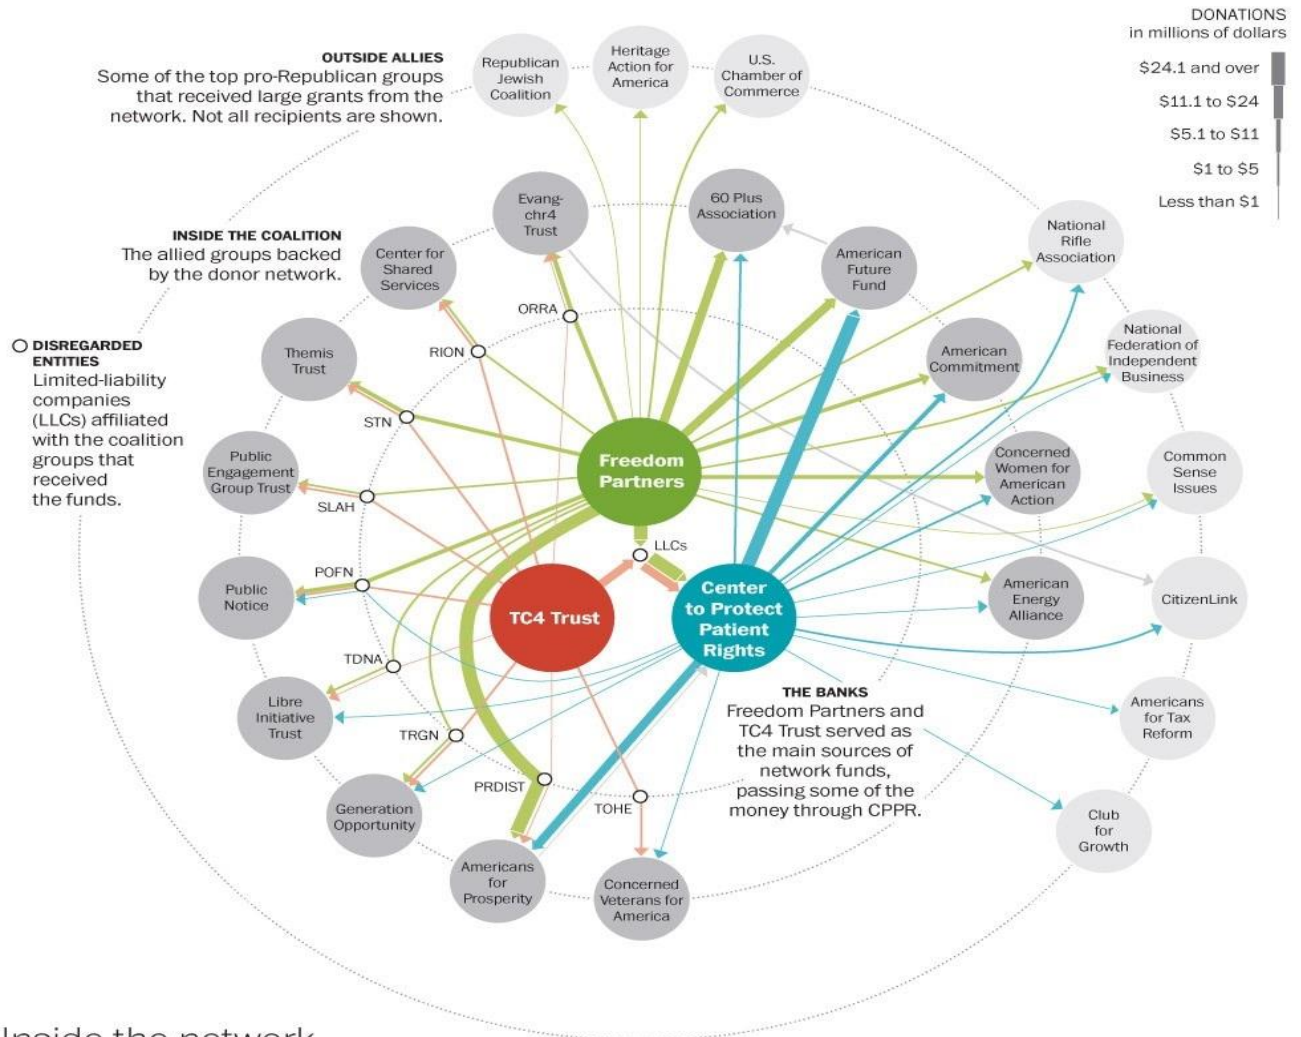 DONATIONS
in millions of dollars
$24.1 and over
$11.1 to $24
$5.1 to $11
$1 to $5
Less than $1
OUTSIDE ALLIES
Some of the top pro-Republican groups
that received large grants from the
network. Not all recipients are shown.
Republican
Jewish
Coalition
Heritage
Action for
America
U.S.
Chamber of
Commerce
INSIDE THE COALITION
The allied groups backed
by the donor network.
Evang-
chr4
Trust
60 Plus
Association
Center for
Shared
Services
American
Future
Fund
National
Rifle
Association
ORRA
RION
DISREGARDED
ENTITIES
Limited-liability
companies
(LLCs) affiliated
with the coalition
groups that
received
the funds.
Themis
Trust
American
Commitment
National
Federation of
Independent
Business
STN
Public
Engagement
Group Trust
Freedom
Partners
Concerned
Women for
American
Action
Common
Sense
Issues
SLAH
LLCs
POFN
Public
Notice
TC4 Trust
Center
to Protect
Patient
Rights
American
Energy
Alliance
CitizenLink
TDNA
Libre
Initiative
Trust
THE BANKS
Freedom Partners and
TC4 Trust served as
the main sources of
network funds,
passing some of the
money through CPPR.
Americans
for Tax
Reform
TRGN
PRDIST
TOHE
Generation
Opportunity
Club
for
Growth
Americans
for
Prosperity
Concerned
Veterans for
America
Inside the network